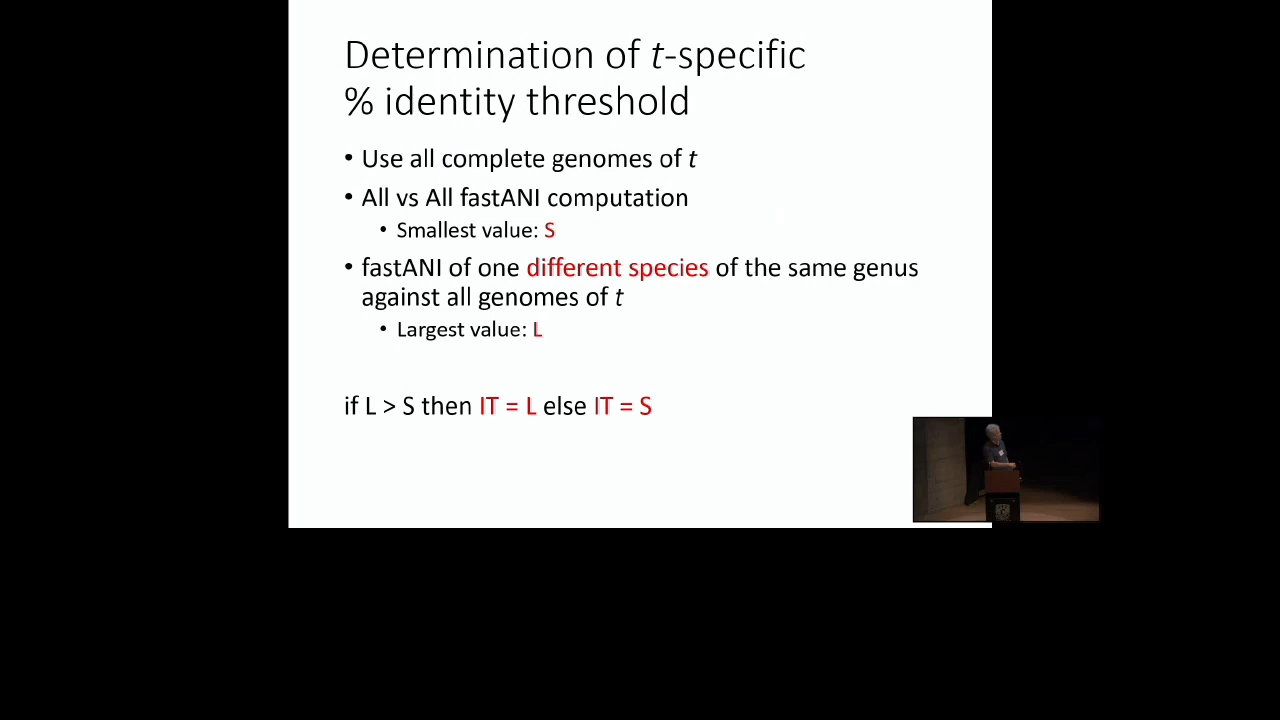 Determination of t-specific
% identity threshold
• Use all complete genomes of t
• All vs All fastANI computation
• Smallest value: S
• fastANI of one different species of the same genus
against all genomes of t
• Largest value: L
if L > S then IT = L else IT = S